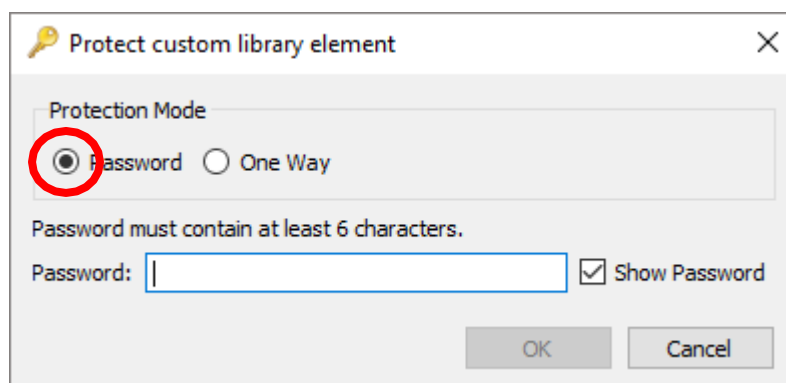 Protect custom library element
Protection Mode
Password One Way
Password must contain at least 6 characters.
Password: Show Password
OK Cancel